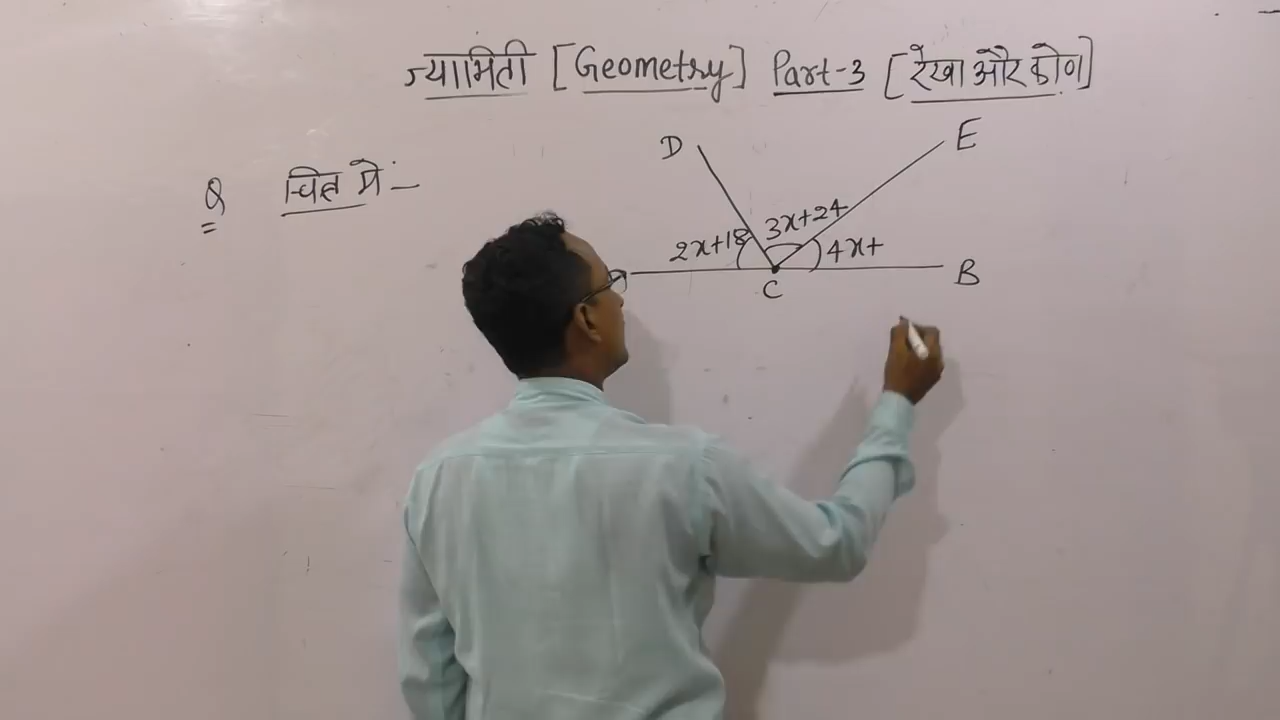 ज्यामिती [Geometry] Part-3 [रेखा और कोण]
Q चित्र में :-
D
E
2x+18
3x+24
4x+
C
B